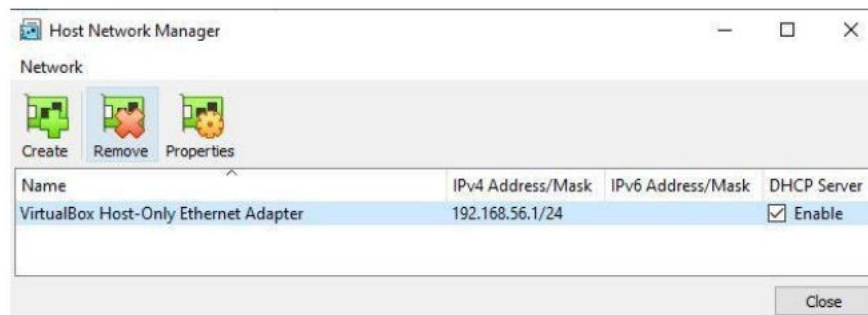 Host Network Manager
Network
Create Remove Properties
Name IPv4 Address/Mask IPv6 Address/Mask DHCP Server
VirtualBox Host-Only Ethernet Adapter 192.168.56.1/24 Enable
Close